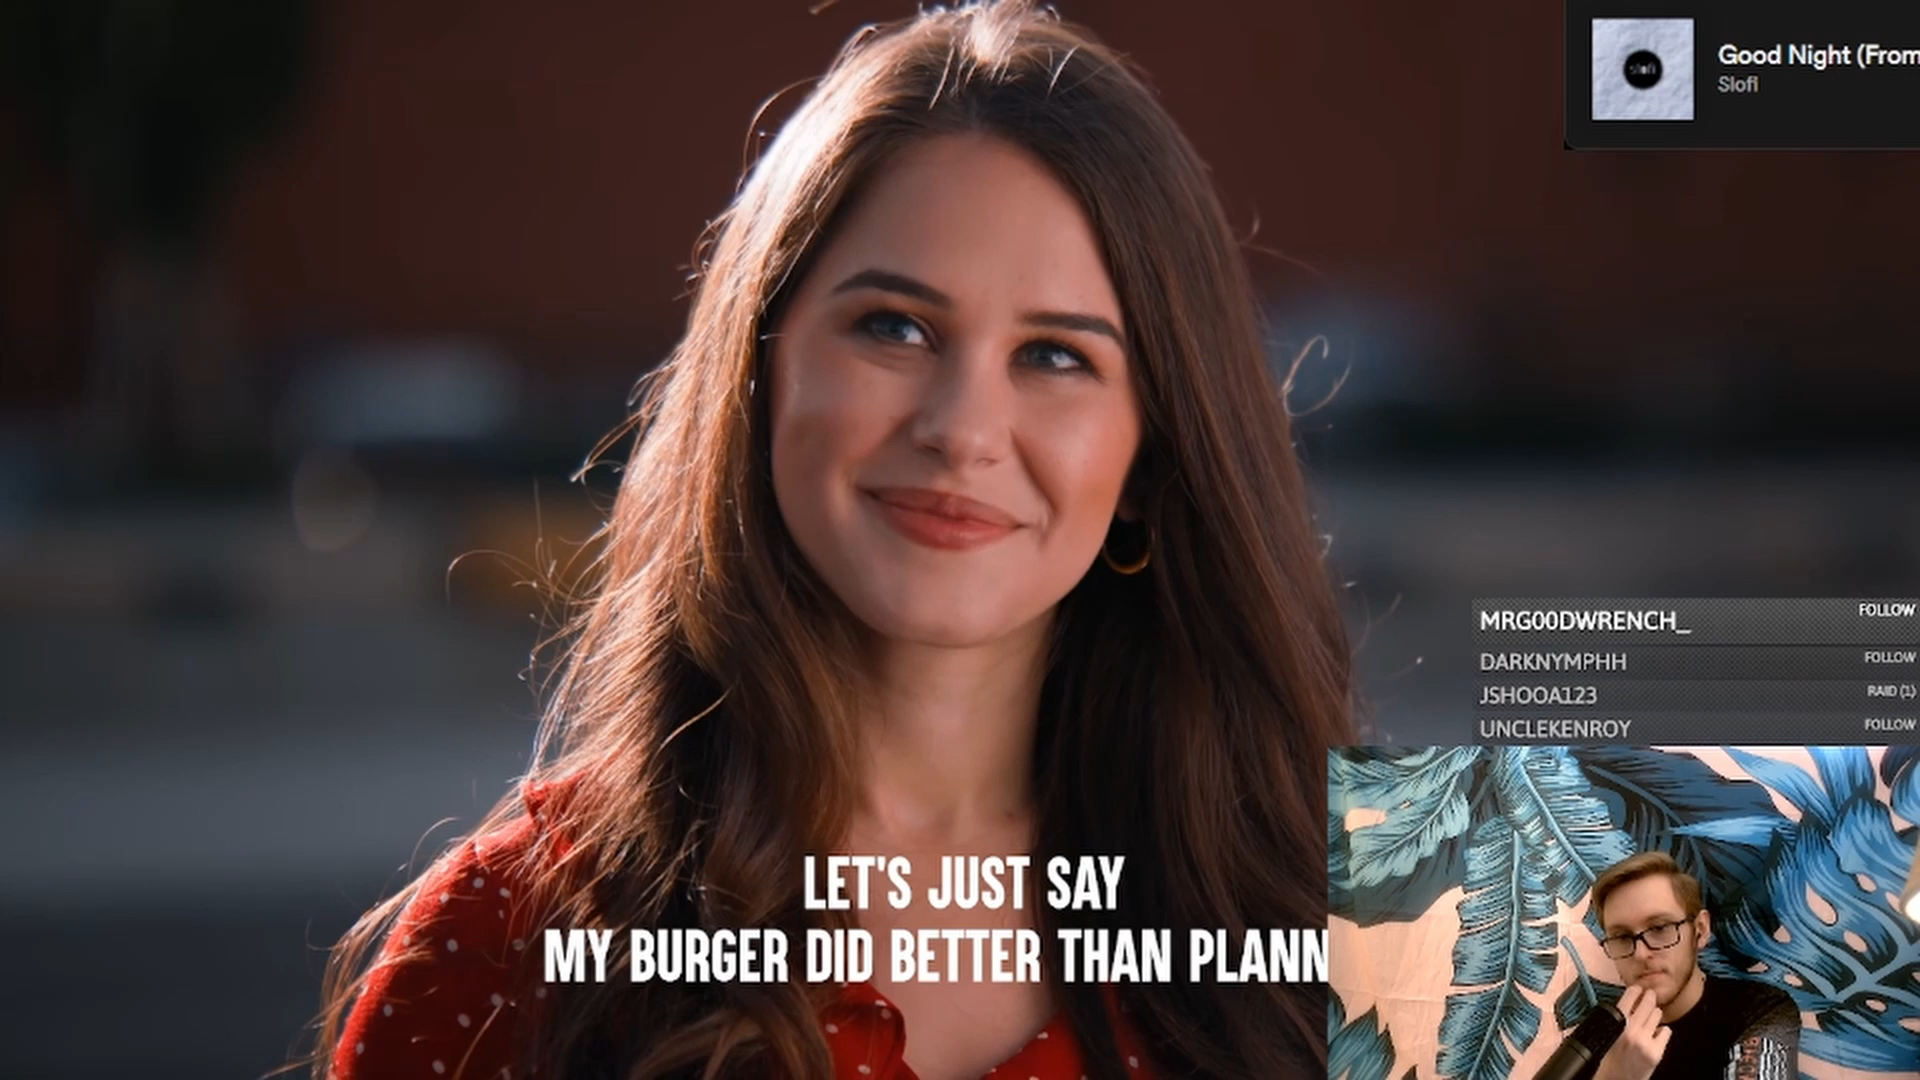 Good Night (From
Slofi
MRG00DWRENCH_ FOLLOW
DARKNYMPHH FOLLOW
JSHOOA123 RAID (1)
UNCLEKENROY FOLLOW
LET'S JUST SAY
MY BURGER DID BETTER THAN PLANN